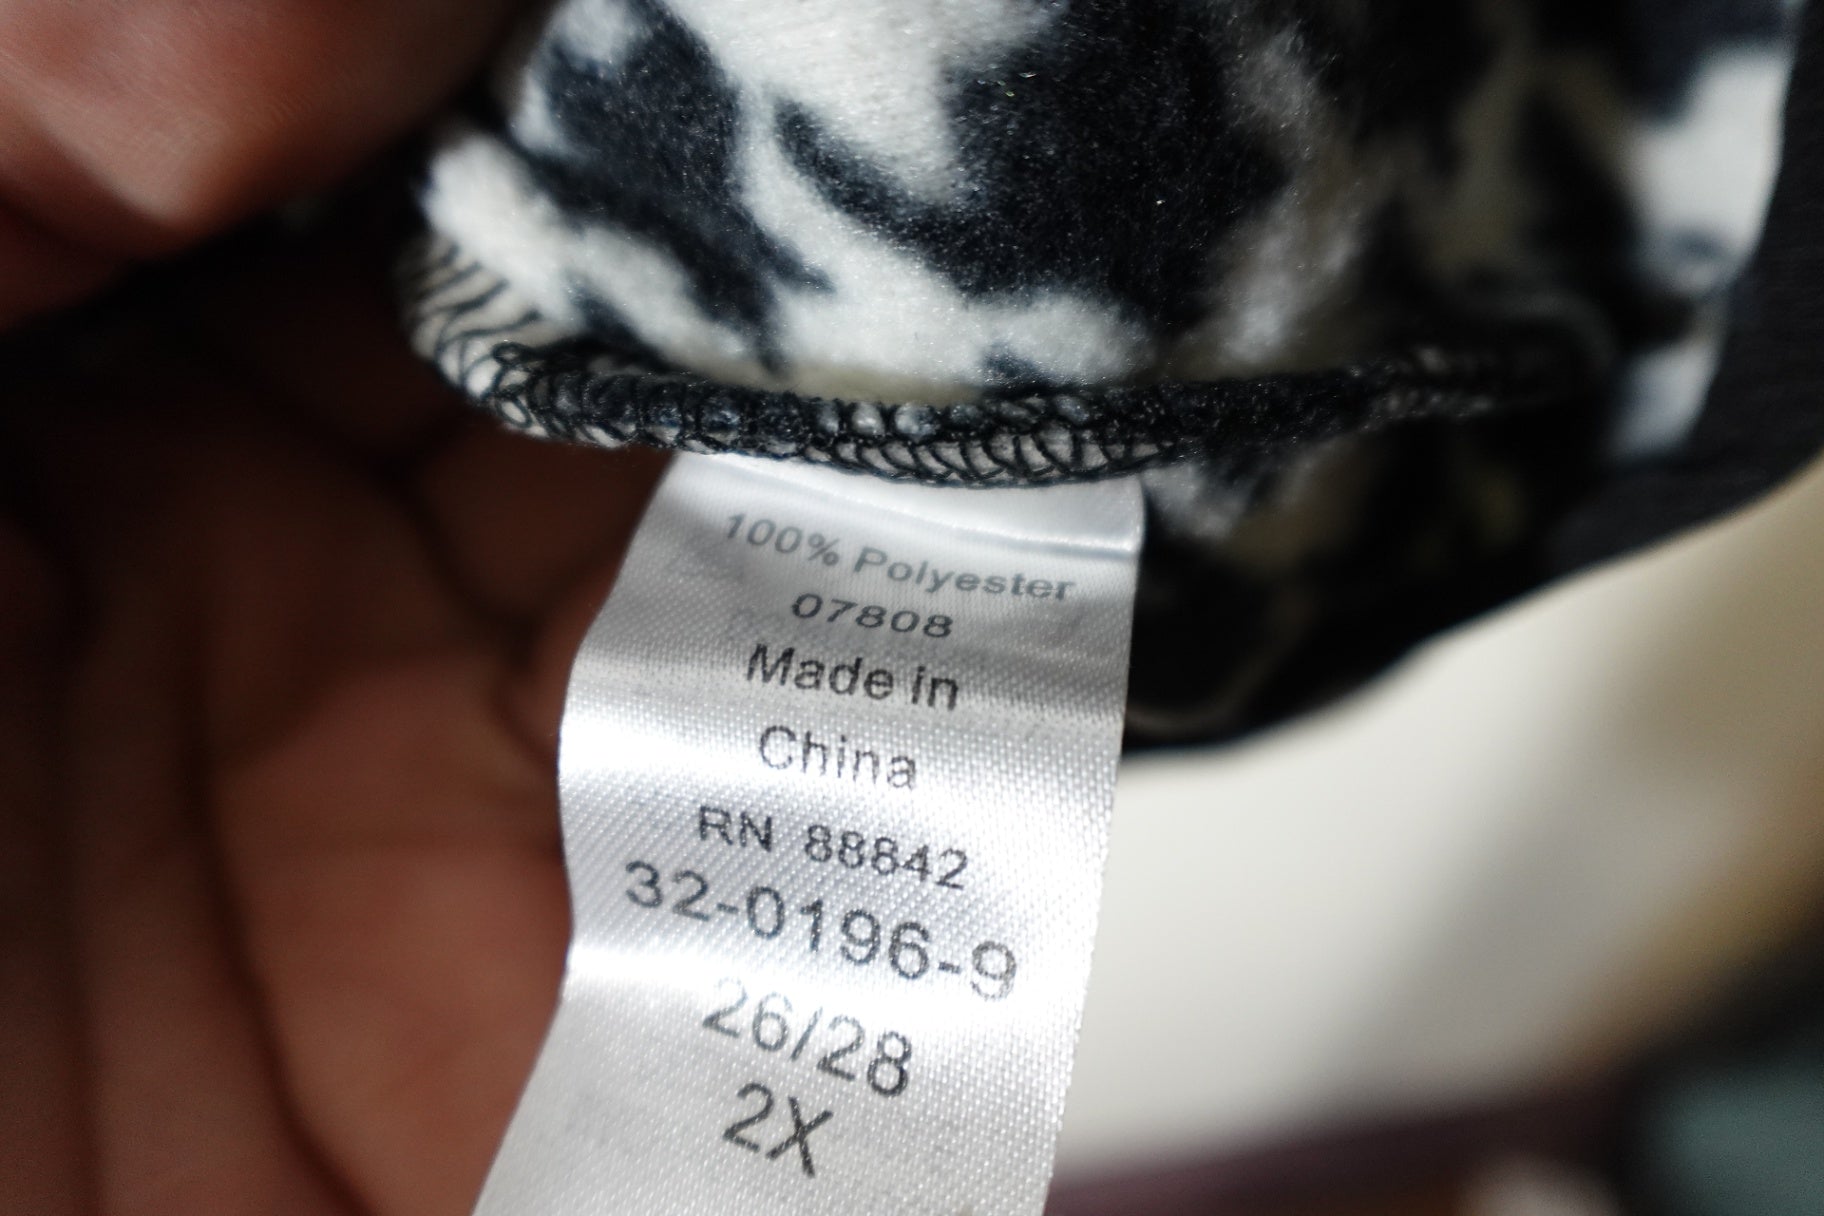 100% Polyester
07808
Made in
China
RN 88842
32-0196-9
26/28
2X